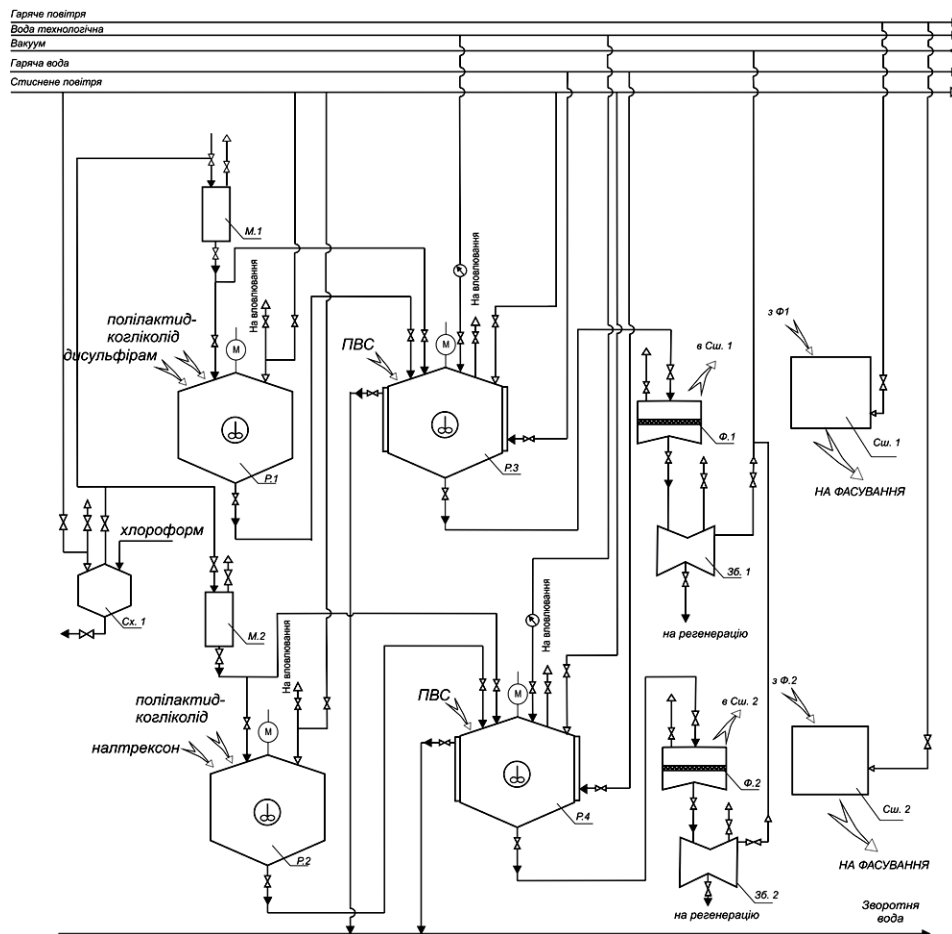 Гаряче повітря
Вода технологічна
Вакуум
Гаряча вода
Стиснене повітря
М.1
На вловлювання
На вловлювання
полілактид-
когліколід
дисульфірам
М
ПВС
М
з Ф1
в Сш. 1
Ф.1
Сш. 1
Р.1
Р.3
НА ФАСУВАННЯ
хлороформ
Зб. 1
Сх. 1
М.2
на регенерацію
На вловлювання
На вловлювання
полілактид-
когліколід
налтрексон
М
ПВС
М
з Ф.2
в Сш. 2
Ф.2
Сш. 2
Р.2
Р.4
НА ФАСУВАННЯ
Зб. 2
на регенерацію
Зворотня
вода